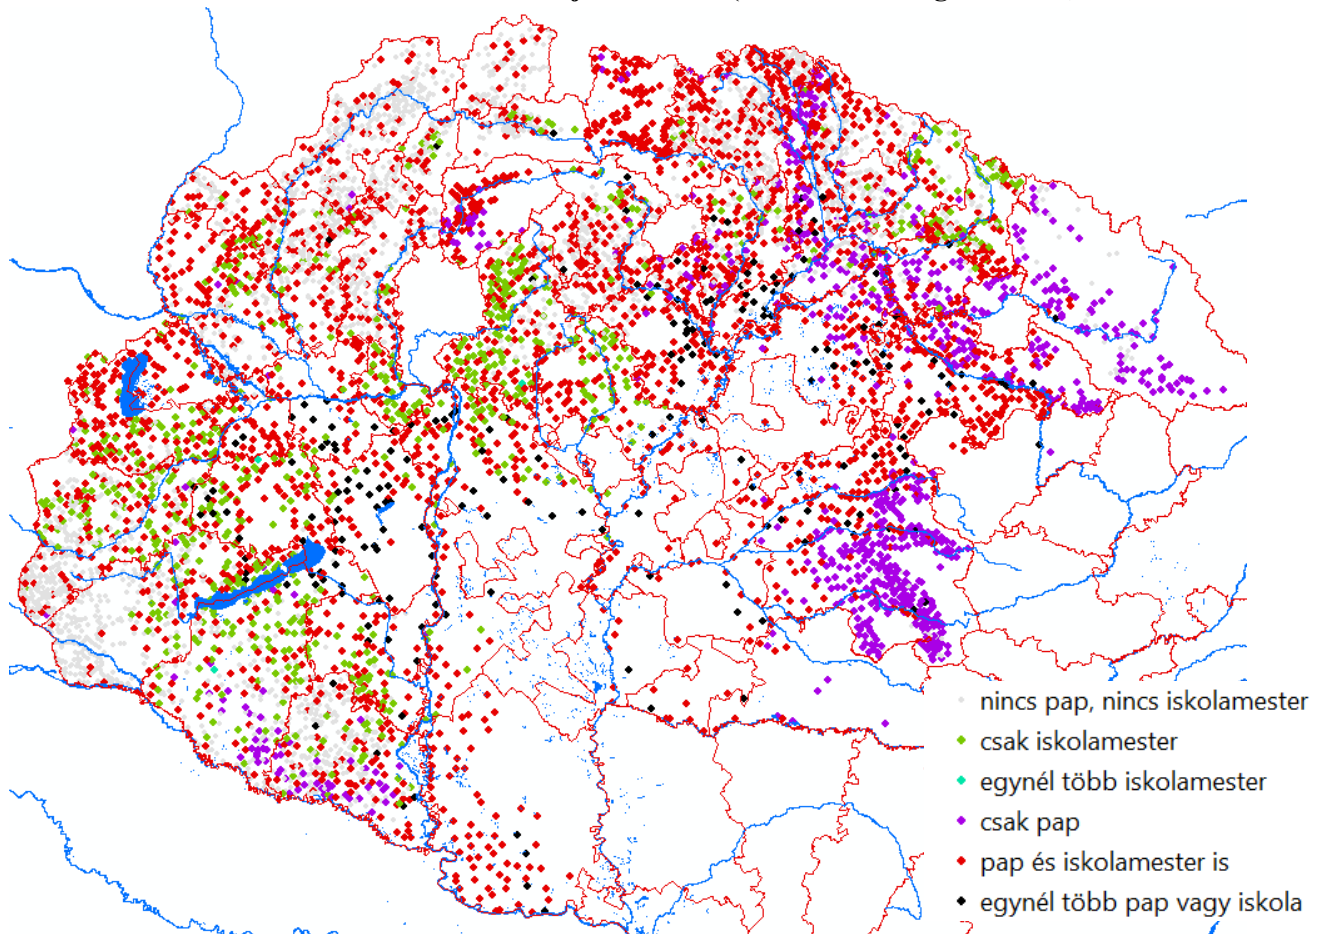 nincs pap, nincs iskolamester
csak iskolamester
egynél több iskolamester
csak pap
pap és iskolamester is
egynél több pap vagy iskola